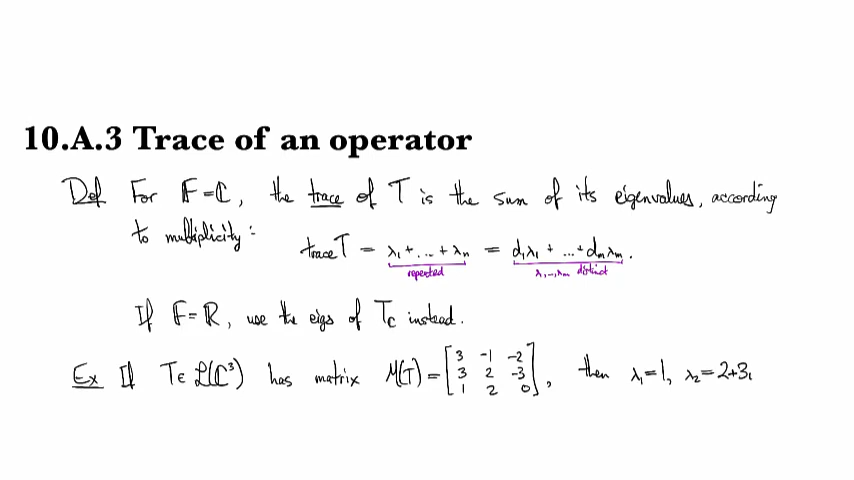 10.A.3 Trace of an operator
Def For F=ℂ, the trace of T is the sum of its eigenvalues, according
to multiplicity:
trace T = λ₁ + ... + λₙ = d₁λ₁ + ... + dₘλₘ.
repeated λ₁,...,λₘ distinct
If F=ℝ, use the eigs of T_C instead.
Ex If T∈ℒ(ℂ³) has matrix M(T) = [3 -1 -2; 3 2 -3; 1 2 0], then λ₁=1, λ₂=2+3i